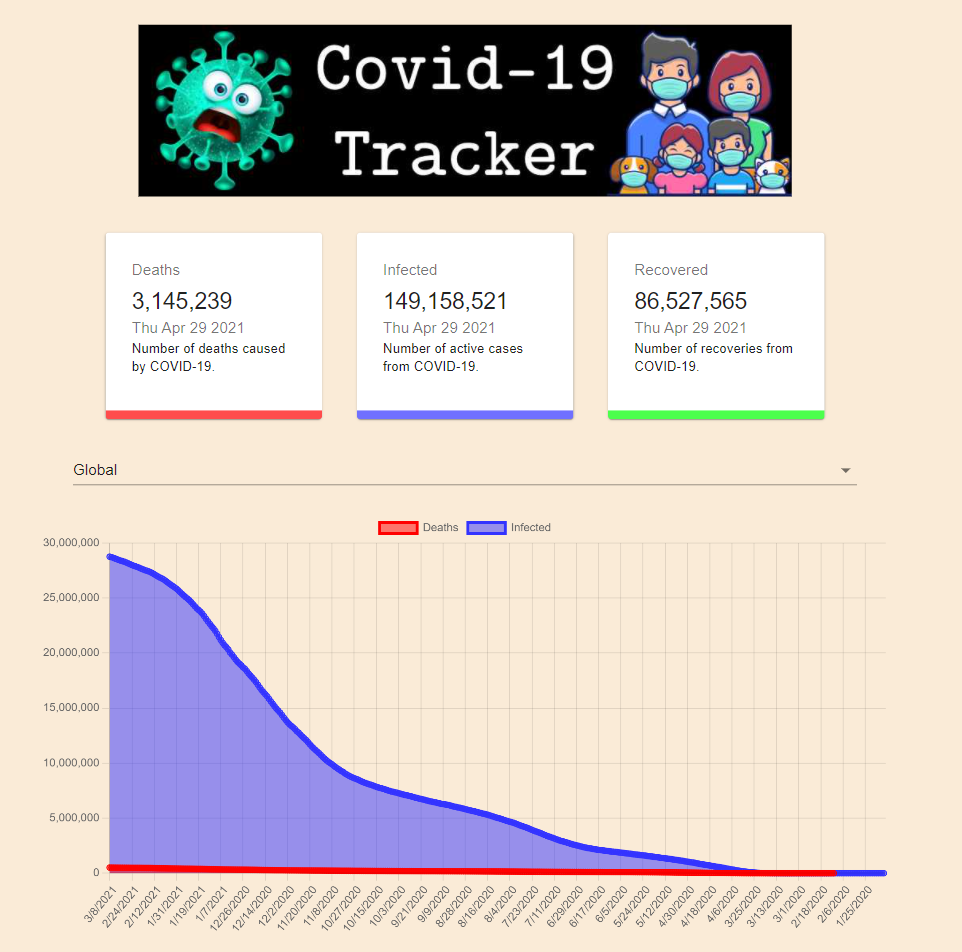 Covid-19
Tracker
Deaths
3,145,239
Thu Apr 29 2021
Number of deaths caused
by COVID-19.
Infected
149,158,521
Thu Apr 29 2021
Number of active cases
from COVID-19.
Recovered
86,527,565
Thu Apr 29 2021
Number of recoveries from
COVID-19.
Global
Deaths Infected
30,000,000
25,000,000
20,000,000
15,000,000
10,000,000
5,000,000
0
3/8/2021 2/24/2021 2/12/2021 1/31/2021 1/19/2021 1/7/2021 12/26/2020 12/14/2020 12/2/2020 11/20/2020 11/8/2020 10/27/2020 10/15/2020 10/3/2020 9/21/2020 9/9/2020 8/28/2020 8/16/2020 8/4/2020 7/23/2020 7/11/2020 6/29/2020 6/17/2020 6/5/2020 5/24/2020 5/12/2020 4/30/2020 4/18/2020 4/6/2020 3/25/2020 3/13/2020 3/1/2020 2/18/2020 2/6/2020 1/25/2020